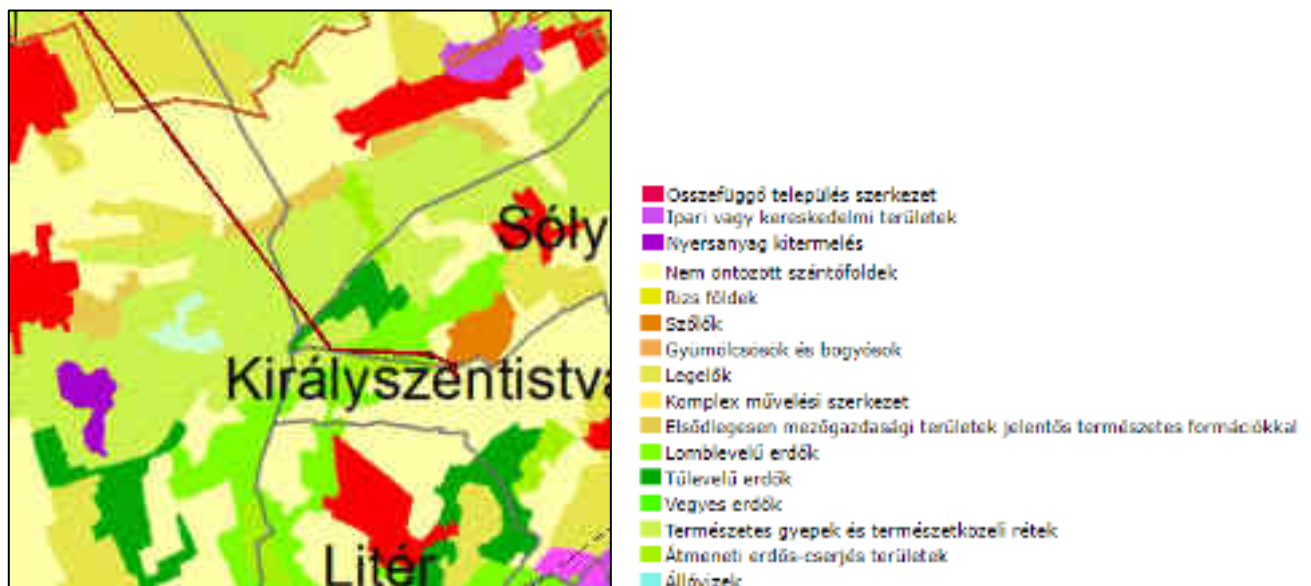 Sóly
Királyszentistvá
Litér
Összefüggő település szerkezet
Ipari vagy kereskedelmi területek
Nyersanyag kitermelés
Nem öntözött szántóföldek
Rizs földek
Szőlők
Gyümölcsösök és bogyósok
Legelők
Komplex művelési szerkezet
Elsődlegesen mezőgazdasági területek jelentős természetes formációkkal
Lomblevelű erdők
Tűlevelű erdők
Vegyes erdők
Természetes gyepek és természetközeli rétek
Átmeneti erdős-cserjés területek
Állóvizek